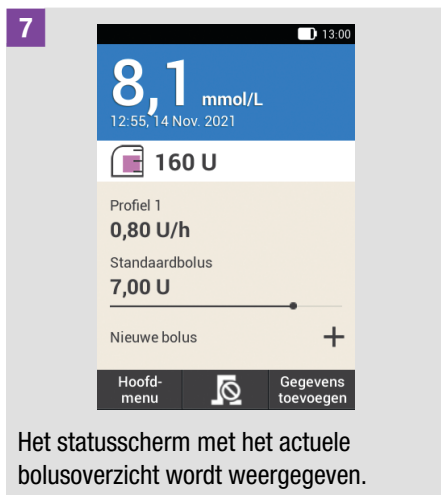 7
13:00
8,1 mmol/L
12:55, 14 Nov. 2021
160 U
Profiel 1
0,80 U/h
Standaardbolus
7,00 U
Nieuwe bolus +
Hoofd-
menu
Gegevens
toevoegen
Het statusscherm met het actuele
bolusoverzicht wordt weergegeven.